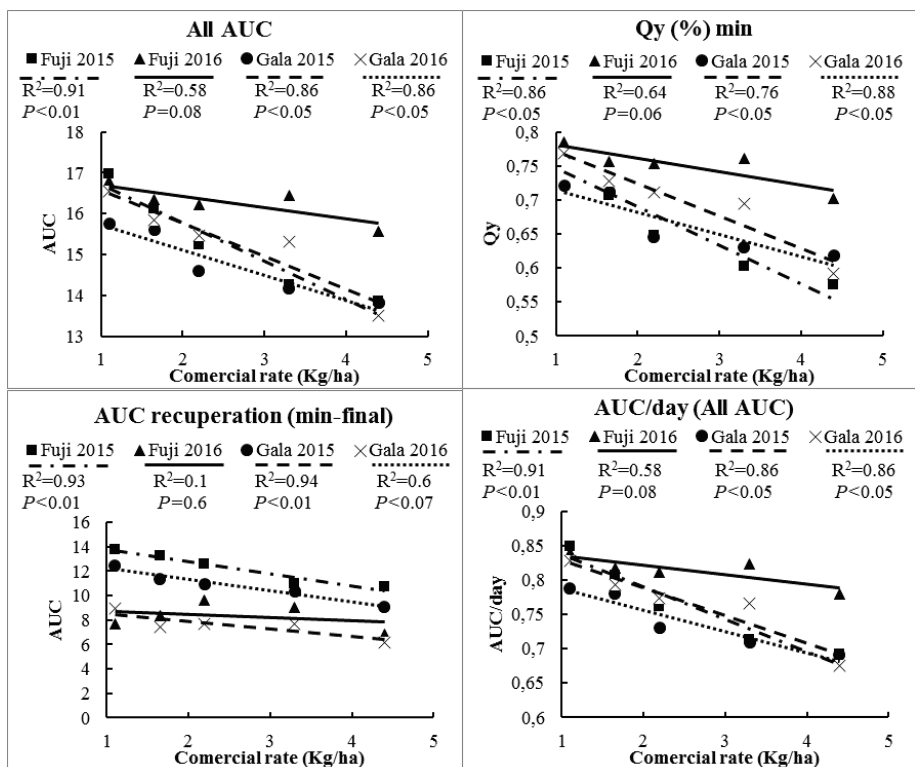 All AUC
Fuji 2015 Fuji 2016 Gala 2015 Gala 2016
R²=0.91 R²=0.58 R²=0.86 R²=0.86
P<0.01 P=0.08 P<0.05 P<0.05
18
17
16
15
14
13
AUC
1 2 3 4 5
Comercial rate (Kg/ha)
Qy (%) min
Fuji 2015 Fuji 2016 Gala 2015 Gala 2016
R²=0.86 R²=0.64 R²=0.76 R²=0.88
P<0.05 P=0.06 P<0.05 P<0.05
0,8
0,75
0,7
0,65
0,6
0,55
0,5
Qy
1 2 3 4 5
Comercial rate (Kg/ha)
AUC recuperation (min-final)
Fuji 2015 Fuji 2016 Gala 2015 Gala 2016
R²=0.93 R²=0.1 R²=0.94 R²=0.6
P<0.01 P=0.6 P<0.01 P<0.07
16
14
12
10
8
6
4
2
0
AUC
1 2 3 4 5
Comercial rate (Kg/ha)
AUC/day (All AUC)
Fuji 2015 Fuji 2016 Gala 2015 Gala 2016
R²=0.91 R²=0.58 R²=0.86 R²=0.86
P<0.01 P=0.08 P<0.05 P<0.05
0,9
0,85
0,8
0,75
0,7
0,65
0,6
AUC/day
1 2 3 4 5
Comercial rate (Kg/ha)